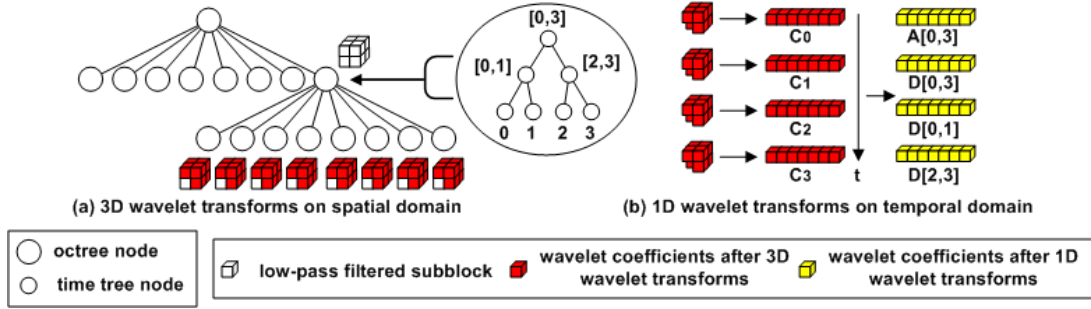 [0,3]
[0,1]
[2,3]
0 1 2 3
(a) 3D wavelet transforms on spatial domain
C0
A[0,3]
C1
D[0,3]
C2
D[0,1]
C3
t
D[2,3]
(b) 1D wavelet transforms on temporal domain
octree node
time tree node
low-pass filtered subblock
wavelet coefficients after 3D
wavelet transforms
wavelet coefficients after 1D
wavelet transforms